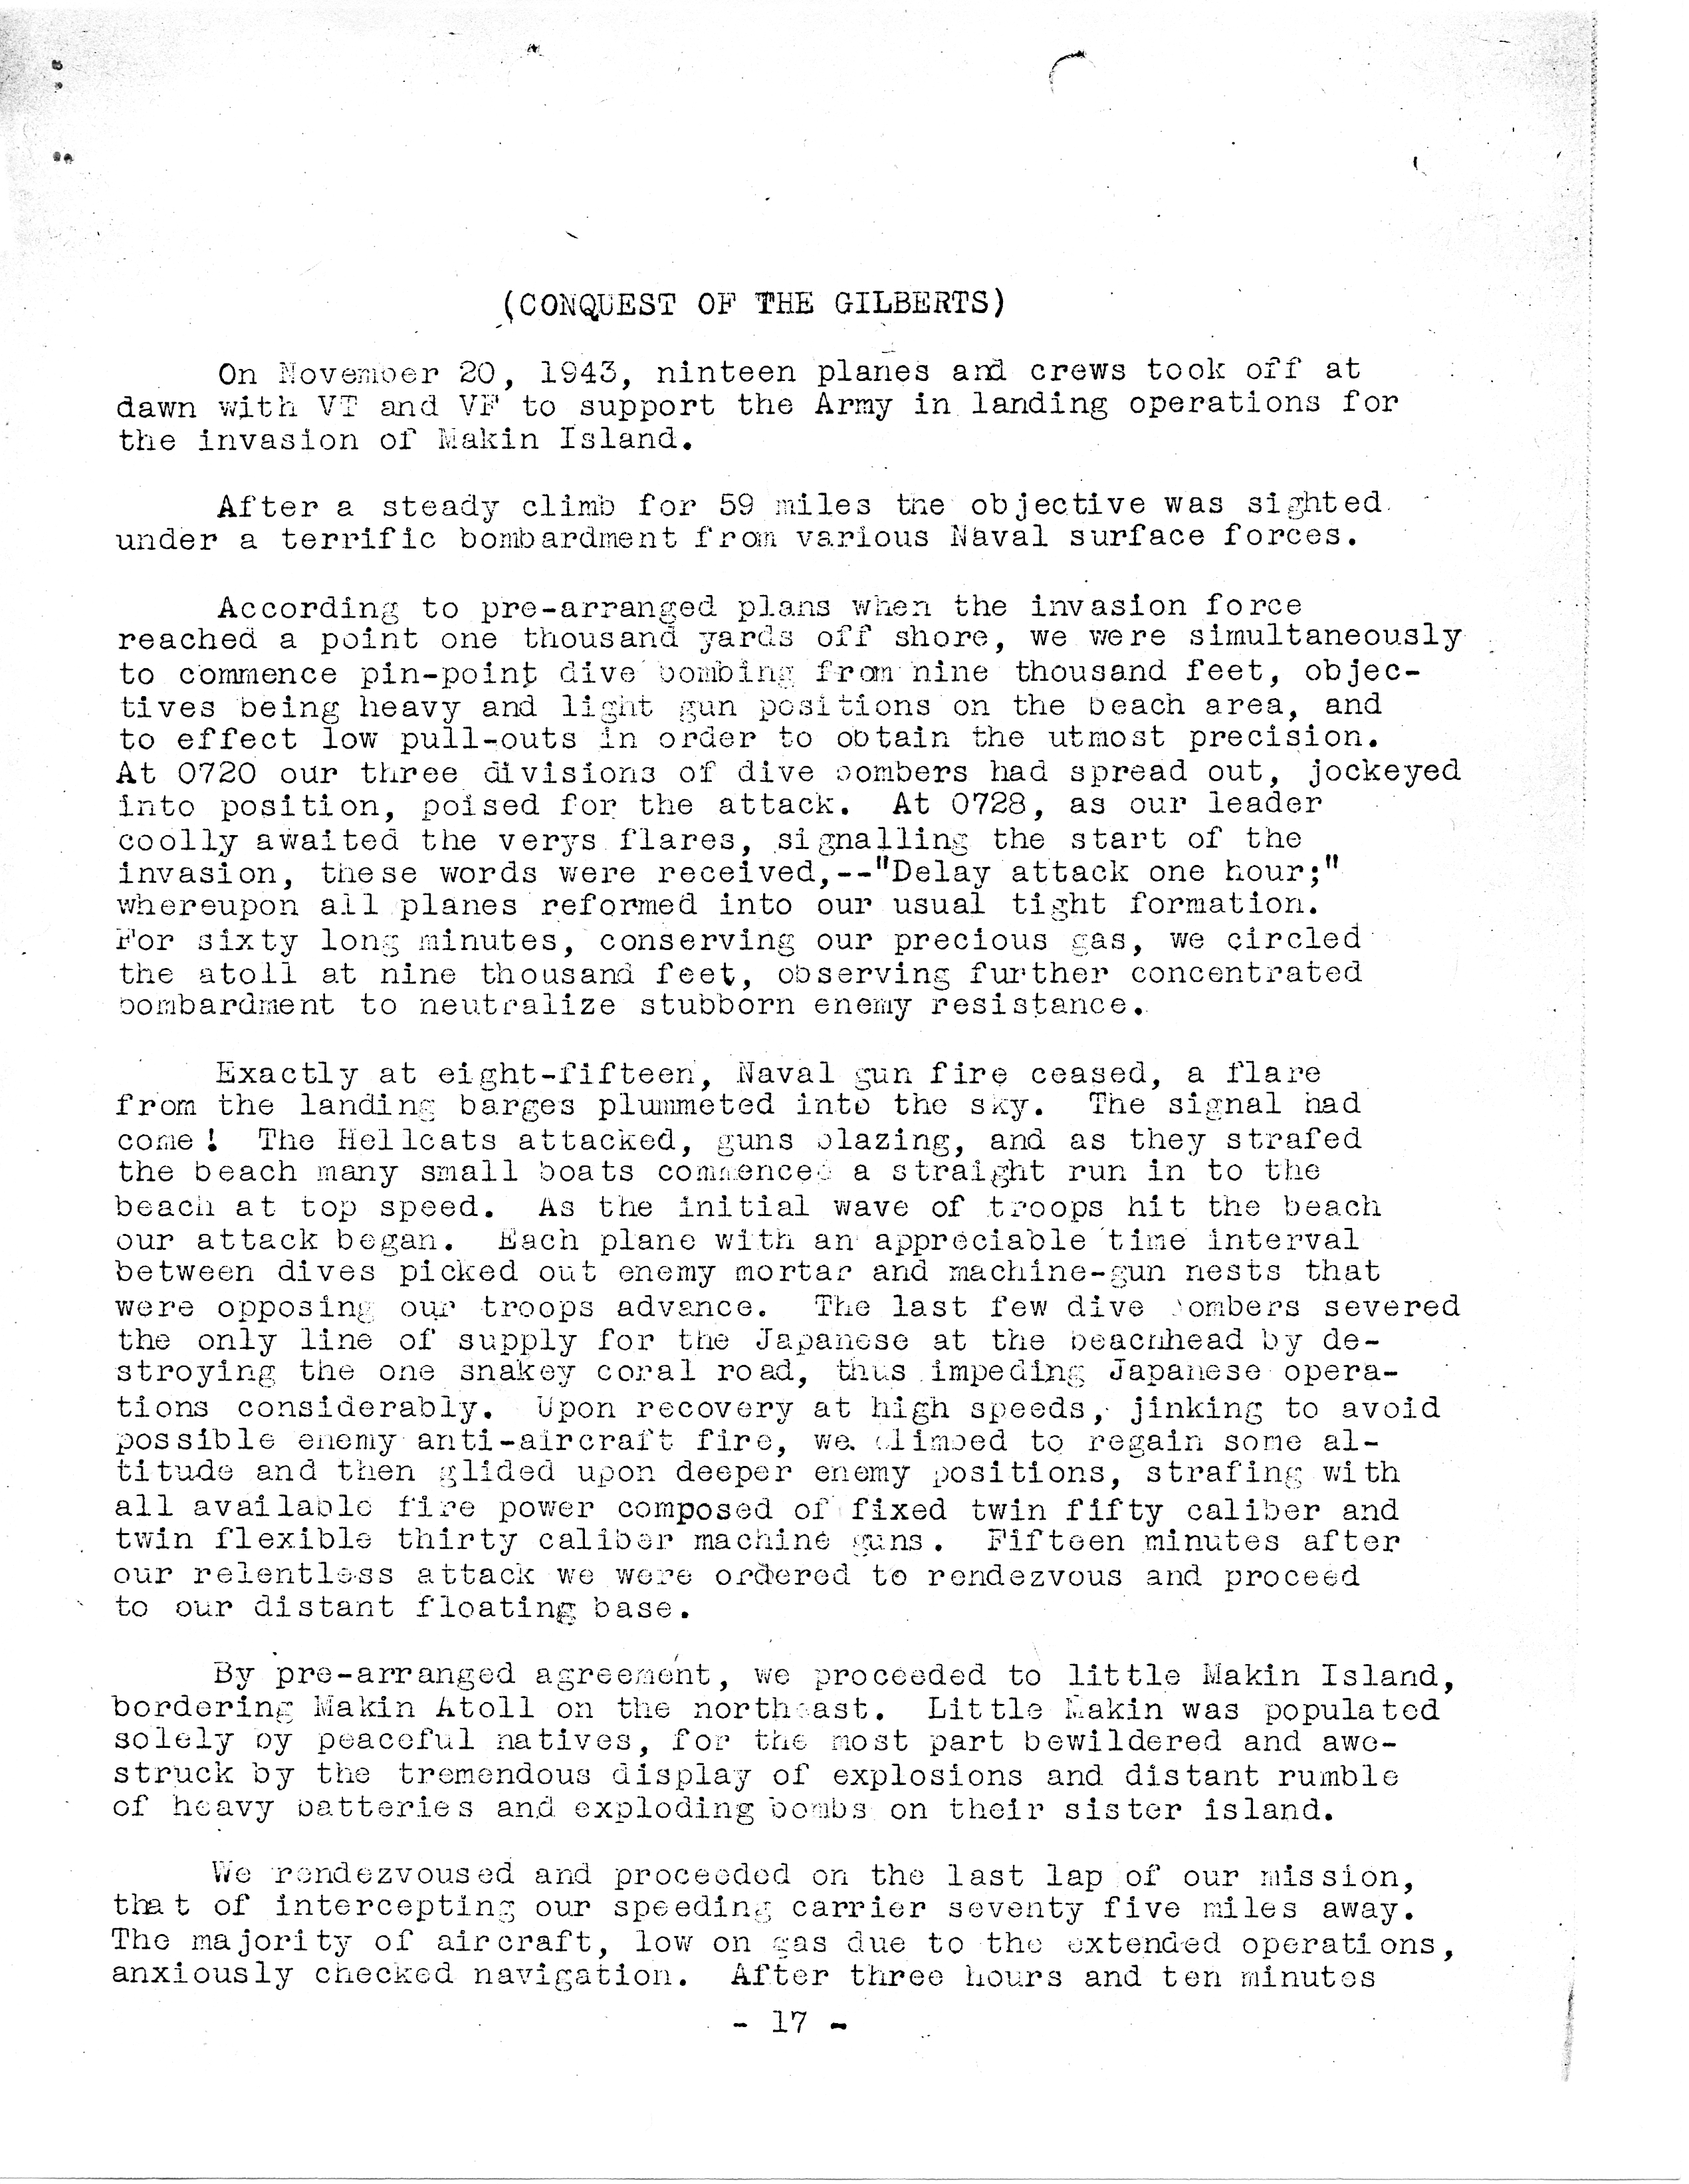 (CONQUEST OF THE GILBERTS)
On November 20, 1943, ninteen planes and crews took off at
dawn with VT and VF to support the Army in landing operations for
the invasion of Makin Island.
After a steady climb for 59 miles the objective was sighted
under a terrific bombardment from various Naval surface forces.
According to pre-arranged plans when the invasion force
reached a point one thousand yards off shore, we were simultaneously
to commence pin-point dive bombing from nine thousand feet, objec-
tives being heavy and light gun positions on the beach area, and
to effect low pull-outs in order to obtain the utmost precision.
At 0720 our three divisions of dive bombers had spread out, jockeyed
into position, poised for the attack. At 0728, as our leader
coolly awaited the verys flares, signalling the start of the
invasion, these words were received,--"Delay attack one hour;"
whereupon all planes reformed into our usual tight formation.
For sixty long minutes, conserving our precious gas, we circled
the atoll at nine thousand feet, observing further concentrated
bombardment to neutralize stubborn enemy resistance.
Exactly at eight-fifteen, Naval gun fire ceased, a flare
from the landing barges plummeted into the sky. The signal had
come! The Hellcats attacked, guns blazing, and as they strafed
the beach many small boats commenced a straight run in to the
beach at top speed. As the initial wave of troops hit the beach
our attack began. Each plane with an appreciable time interval
between dives picked out enemy mortar and machine-gun nests that
were opposing our troops advance. The last few dive bombers severed
the only line of supply for the Japanese at the beachhead by de-
stroying the one snakey coral road, thus impeding Japanese opera-
tions considerably. Upon recovery at high speeds, jinking to avoid
possible enemy anti-aircraft fire, we climbed to regain some al-
titude and then glided upon deeper enemy positions, strafing with
all available fire power composed of fixed twin fifty caliber and
twin flexible thirty caliber machine guns. Fifteen minutes after
our relentless attack we were ordered to rendezvous and proceed
to our distant floating base.
By pre-arranged agreement, we proceeded to little Makin Island,
bordering Makin Atoll on the northeast. Little Makin was populated
solely by peaceful natives, for the most part bewildered and awe-
struck by the tremendous display of explosions and distant rumble
of heavy batteries and exploding bombs on their sister island.
We rendezvoused and proceeded on the last lap of our mission,
that of intercepting our speeding carrier seventy five miles away.
The majority of aircraft, low on gas due to the extended operations,
anxiously checked navigation. After three hours and ten minutes
- 17 -